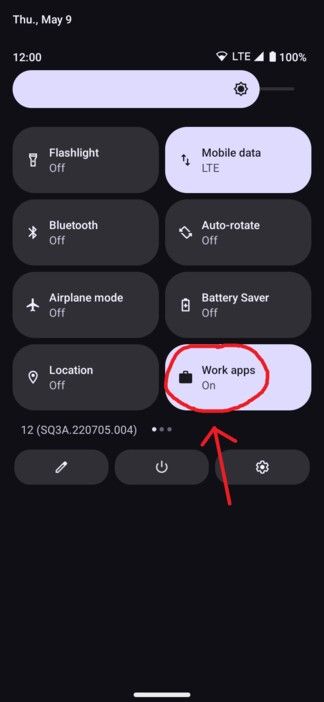 Thu., May 9
12:00 LTE 100%
Flashlight
Off
Mobile data
LTE
Bluetooth
Off
Auto-rotate
Off
Airplane mode
Off
Battery Saver
Off
Location
Off
Work apps
On
12 (SQ3A.220705.004)